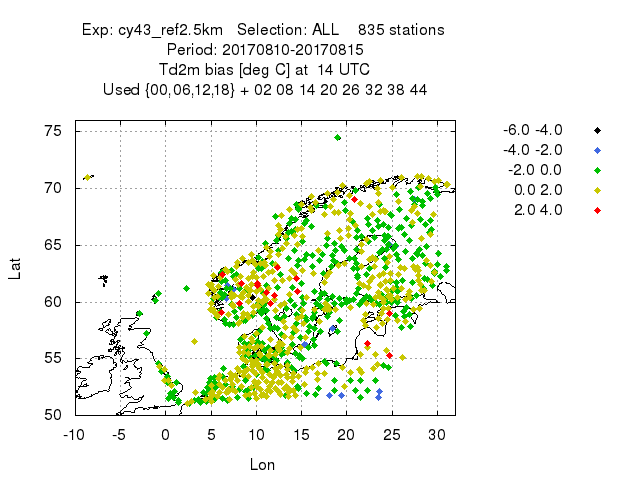 Exp: cy43_ref2.5km   Selection: ALL    835 stations
Period: 20170810-20170815
Td2m bias [deg C] at  14 UTC
Used {00,06,12,18} + 02 08 14 20 26 32 38 44
-6.0 -4.0
-4.0 -2.0
-2.0 0.0
0.0 2.0
2.0 4.0
75
70
65
60
55
50
Lat
-10 -5 0 5 10 15 20 25 30
Lon